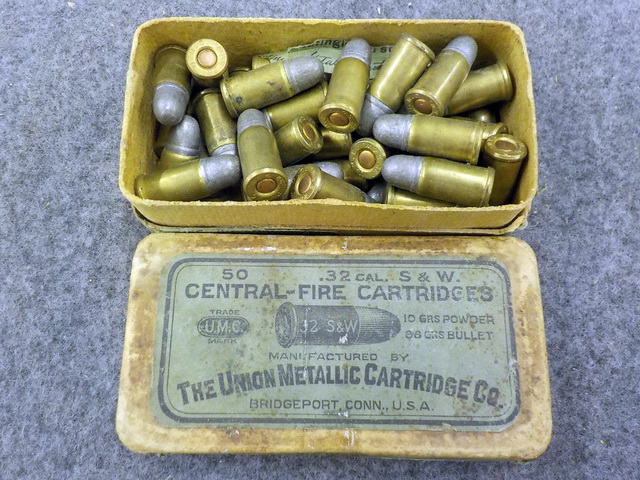 50 .32 CAL. S & W.
CENTRAL-FIRE CARTRIDGES
TRADE
U.M.C.
MARK
.32 S&W
10 GRS POWDER
88 GRS BULLET
MANUFACTURED BY
THE UNION METALLIC CARTRIDGE CO.
BRIDGEPORT, CONN., U.S.A.